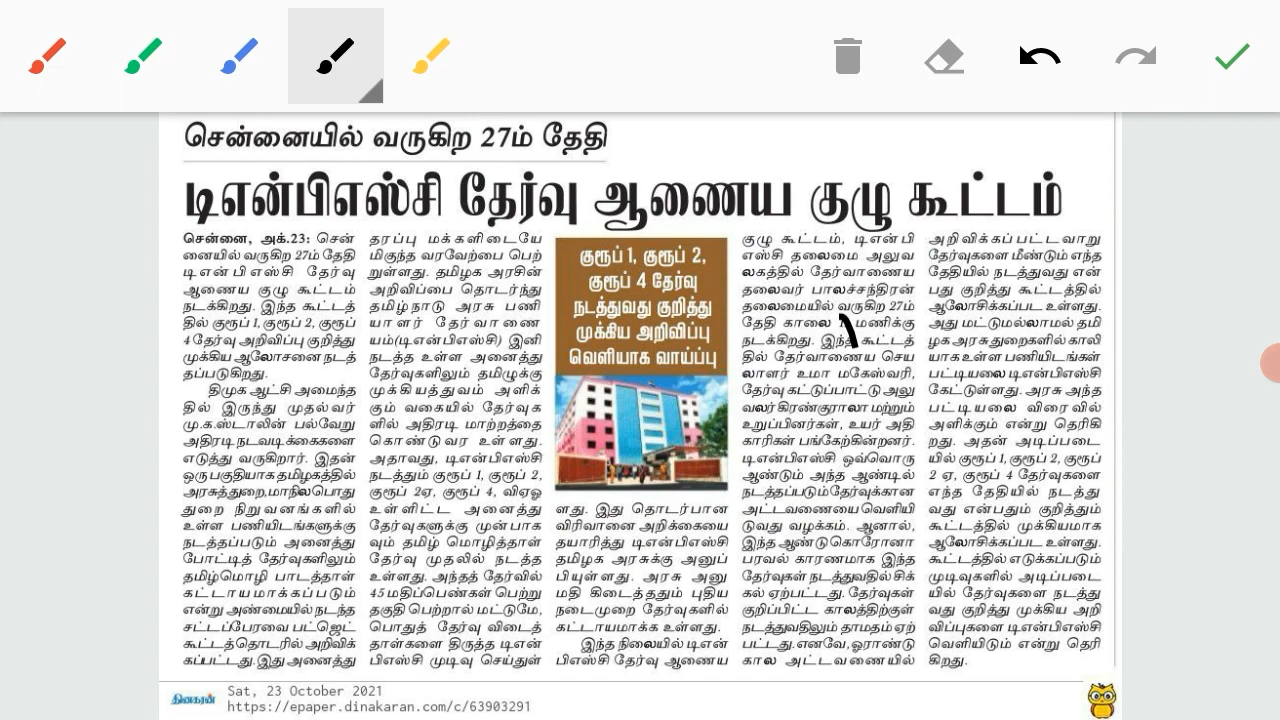 சென்னையில் வருகிற 27ம் தேதி
டிஎன்பிஎஸ்சி தேர்வு ஆணைய குழு கூட்டம்
சென்னை, அக்.23: சென்
னையில் வருகிற 27ம் தேதி
டிஎன்பிஎஸ்சி தேர்வு
ஆணைய குழு கூட்டம்
நடக்கிறது. இந்த கூட்டத்
தில் குரூப் 1, குரூப் 2, குரூப்
4 தேர்வு அறிவிப்பு குறித்து
முக்கிய ஆலோசனை நடத்
தப்படுகிறது.
திமுக ஆட்சி அமைந்த
தில் இருந்து முதல்வர்
மு.க.ஸ்டாலின் பல்வேறு
அதிரடி நடவடிக்கைகளை
எடுத்து வருகிறார். இதன்
ஒரு பகுதியாக தமிழகத்தில்
அரசுத்துறை,மாநிலபொது
துறை நிறுவனங்களில்
உள்ள பணியிடங்களுக்கு
நடத்தப்படும் அனைத்து
போட்டித் தேர்வுகளிலும்
தமிழ்மொழி பாடத்தாள்
கட்டாயமாக்கப்படும்
என்று அண்மையில் நடந்த
சட்டப்பேரவை பட்ஜெட்
கூட்டத்தொடரில் அறிவிக்
கப்பட்டது. இது அனைத்து
தரப்பு மக்களிடையே
மிகுந்த வரவேற்பை பெற்
றுள்ளது. தமிழக அரசின்
அறிவிப்பை தொடர்ந்து
தமிழ்நாடு அரசு பணி
யாளர் தேர்வாணை
யம்(டிஎன்பிஎஸ்சி) இனி
நடத்த உள்ள அனைத்து
தேர்வுகளிலும் தமிழுக்கு
முக்கியத்துவம் அளிக்
கும் வகையில் தேர்வுக
ளில் அதிரடி மாற்றத்தை
கொண்டுவர உள்ளது.
அதாவது, டிஎன்பிஎஸ்சி
நடத்தும் குரூப் 1, குரூப் 2,
குரூப் 2ஏ, குரூப் 4, விஏஓ
உள்ளிட்ட அனைத்து
தேர்வுகளுக்கு முன்பாக
வும் தமிழ் மொழித்தாள்
தேர்வு முதலில் நடத்த
உள்ளது. அந்தத் தேர்வில்
45 மதிப்பெண்கள் பெற்று
தகுதி பெற்றால் மட்டுமே,
பொதுத் தேர்வு விடைத்
தாள்களை திருத்த டிஎன்
பிஎஸ்சி முடிவு செய்துள்
குரூப் 1, குரூப் 2,
குரூப் 4 தேர்வு
நடத்துவது குறித்து
முக்கிய அறிவிப்பு
வெளியாக வாய்ப்பு
ளது. இது தொடர்பான
விரிவானை அறிக்கையை
தயாரித்து டிஎன்பிஎஸ்சி
தமிழக அரசுக்கு அனுப்
பியுள்ளது. அரசு அனு
மதி கிடைத்ததும் புதிய
நடைமுறை தேர்வுகளில்
கட்டாயமாக்க உள்ளது.
இந்த நிலையில் டிஎன்
பிஎஸ்சி தேர்வு ஆணைய
குழு கூட்டம், டிஎன்பி
எஸ்சி தலைமை அலுவ
லகத்தில் தேர்வாணைய
தலைவர் பாலச்சந்திரன்
தலைமையில் வருகிற 27ம்
தேதி காலை மணிக்கு
நடக்கிறது. இந்த கூட்டத்
தில் தேர்வாணைய செய
லாளர் உமா மகேஸ்வரி,
தேர்வு கட்டுப்பாட்டு அலு
வலர் கிரண்குராலா மற்றும்
உறுப்பினர்கள், உயர் அதி
காரிகள் பங்கேற்கின்றனர்.
டிஎன்பிஎஸ்சி ஒவ்வொரு
ஆண்டும் அந்த ஆண்டில்
நடத்தப்படும் தேர்வுக்கான
அட்டவணையை வெளியி
டுவது வழக்கம். ஆனால்,
இந்த ஆண்டு கொரோனா
பரவல் காரணமாக இந்த
தேர்வுகள் நடத்துவதில் சிக்
கல் ஏற்பட்டது. தேர்வுகள்
குறிப்பிட்ட காலத்திற்குள்
நடத்துவதிலும் தாமதம் ஏற்
பட்டது. எனவே, ஓராண்டு
கால அட்டவணையில்
அறிவிக்கப்பட்டவாறு
தேர்வுகளை மீண்டும் எந்த
தேதியில் நடத்துவது என்
பது குறித்து கூட்டத்தில்
ஆலோசிக்கப்பட உள்ளது.
அது மட்டுமல்லாமல் தமி
ழக அரசு துறைகளில் காலி
யாக உள்ள பணியிடங்கள்
பட்டியலை டிஎன்பிஎஸ்சி
கேட்டுள்ளது. அரசு அந்த
பட்டியலை விரைவில்
அளிக்கும் என்று தெரிகி
றது. அதன் அடிப்படை
யில் குரூப் 1, குரூப் 2, குரூப்
2 ஏ, குரூப் 4 தேர்வுகளை
எந்த தேதியில் நடத்து
வது என்பதும் குறித்தும்
கூட்டத்தில் முக்கியமாக
ஆலோசிக்கப்பட உள்ளது.
கூட்டத்தில் எடுக்கப்படும்
முடிவுகளில் அடிப்படை
யில் தேர்வுகளை நடத்து
வது குறித்து முக்கிய அறி
விப்புகளை டிஎன்பிஎஸ்சி
வெளியிடும் என்று தெரி
கிறது.
தினகரன்
Sat, 23 October 2021
https://epaper.dinakaran.com/c/63903291